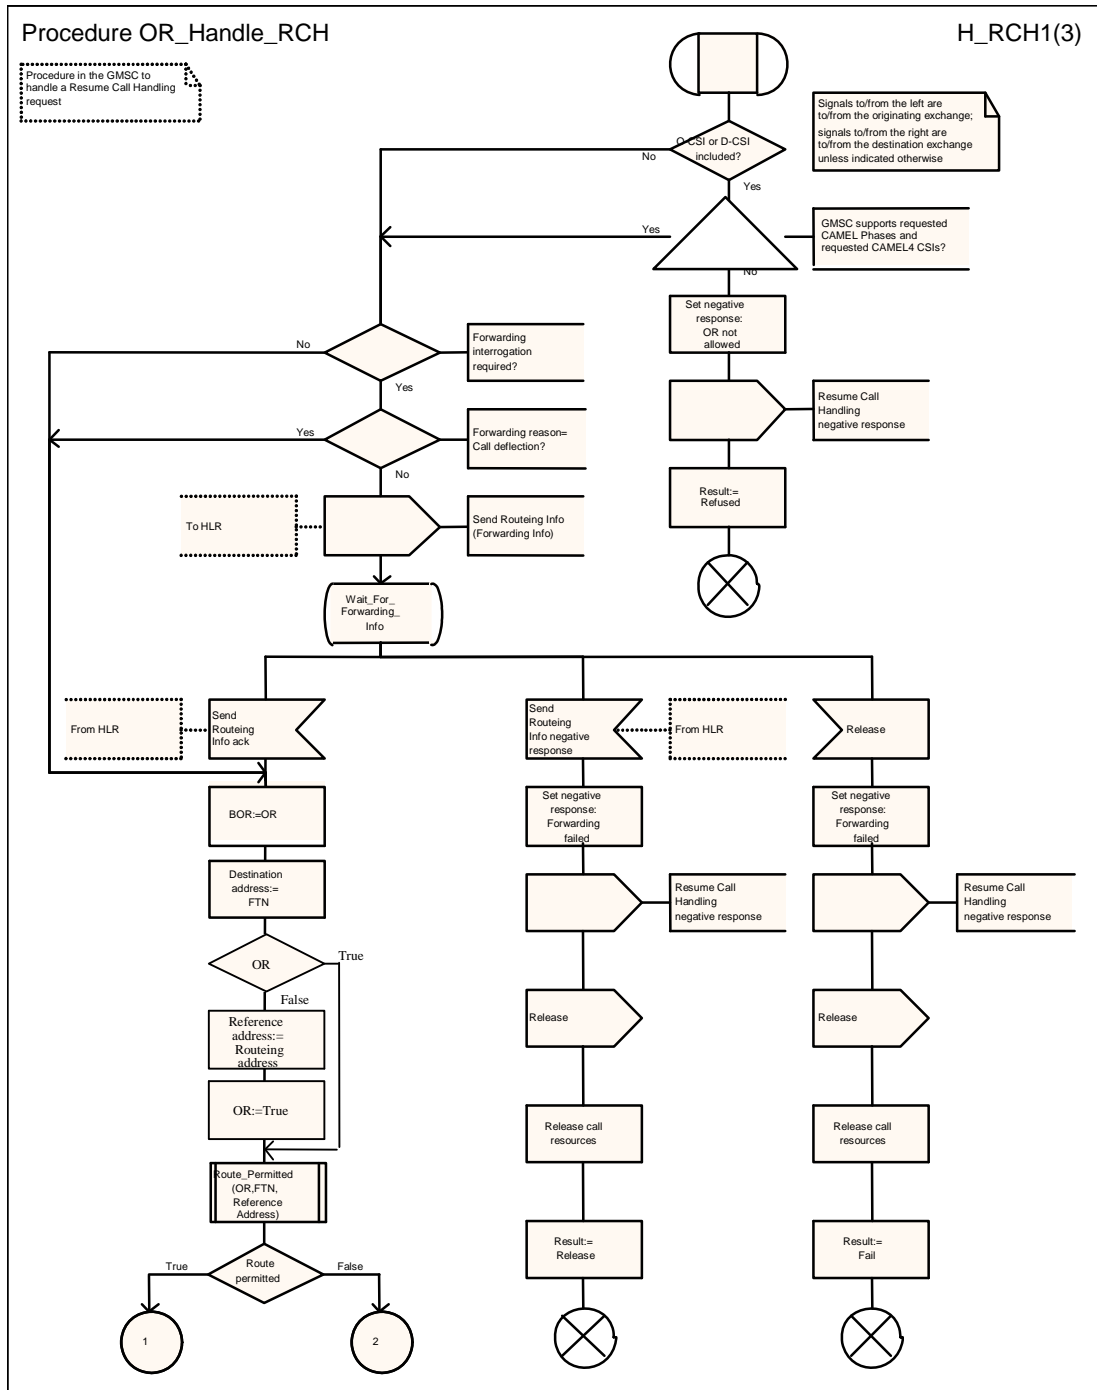 Procedure OR_Handle_RCH
H_RCH1(3)
Procedure in the GMSC to
handle a Resume Call Handling
request
Signals to/from the left are
to/from the originating exchange;
signals to/from the right are
to/from the destination exchange
unless indicated otherwise
O-CSI or D-CSI
included?
No
Yes
Yes
GMSC supports requested
CAMEL Phases and
requested CAMEL4 CSIs?
No
Set negative
response:
OR not
allowed
No
Forwarding
interrogation
required?
Yes
Resume Call
Handling
negative response
Yes
Forwarding reason=
Call deflection?
No
Result:=
Refused
To HLR
Send Routeing Info
(Forwarding Info)
Wait_For_
Forwarding_
Info
From HLR
Send
Routeing
Info ack
Send
Routeing
Info negative
response
From HLR
Release
BOR:=OR
Set negative
response:
Forwarding
failed
Set negative
response:
Forwarding
failed
Destination
address:=
FTN
Resume Call
Handling
negative response
Resume Call
Handling
negative response
OR
True
False
Reference
address:=
Routeing
address
Release
Release
OR:=True
Release call
resources
Release call
resources
Route_Permitted
(OR,FTN,
Reference
Address)
Result:=
Release
Result:=
Fail
True
Route
permitted
False
1
2